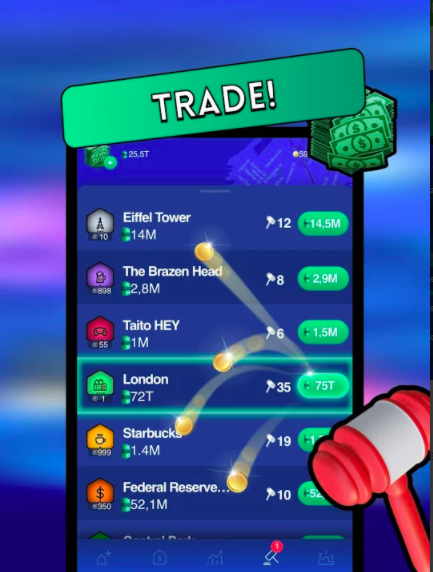 TRADE!
25,5T
59
Eiffel Tower
14M
10
12
14,5M
The Brazen Head
2,8M
898
8
2,9M
Taito HEY
1M
55
6
1,5M
London
72T
1
35
75T
Starbucks
1.4M
999
19
Federal Reserve...
52,1M
350
10
52
1